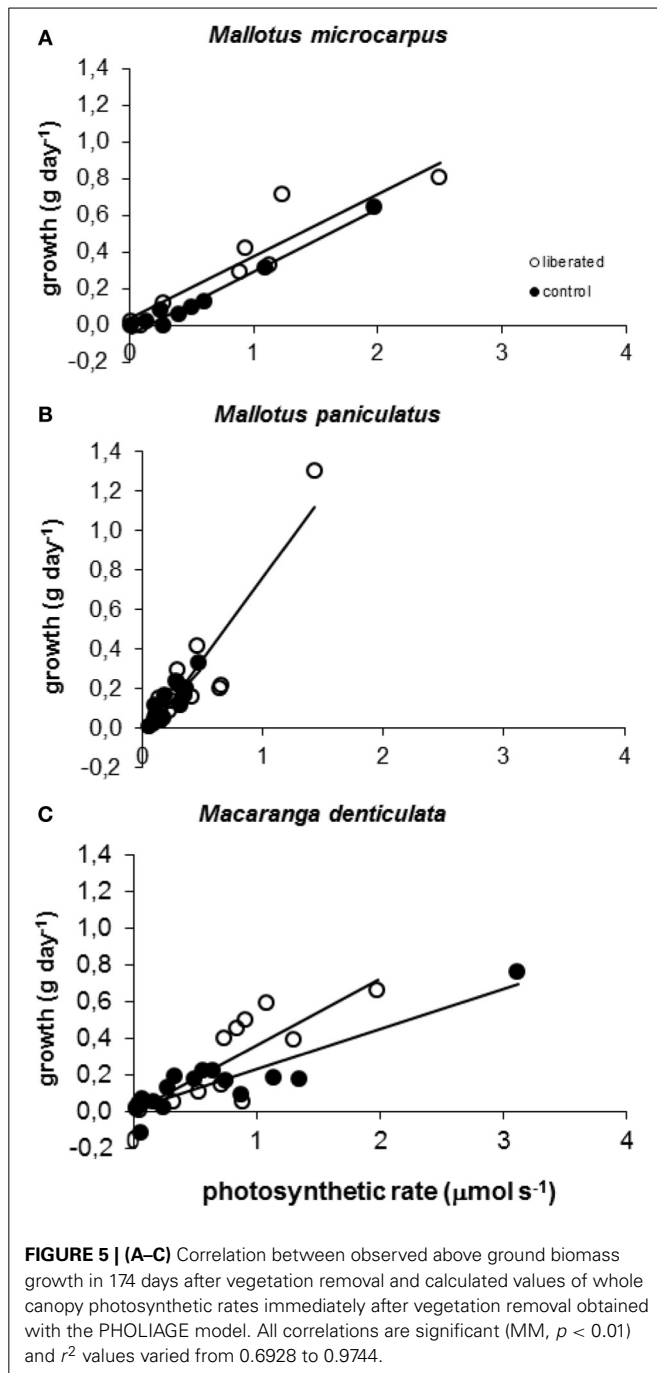 A
Mallotus microcarpus
1,4
1,2
1,0
0,8
0,6
0,4
0,2
0,0
-0,2
growth (g day-1)
liberated
control
0 1 2 3 4
B
Mallotus paniculatus
1,4
1,2
1,0
0,8
0,6
0,4
0,2
0,0
-0,2
growth (g day-1)
0 1 2 3 4
C
Macaranga denticulata
1,4
1,2
1,0
0,8
0,6
0,4
0,2
0,0
-0,2
growth (g day-1)
0 1 2 3 4
photosynthetic rate (μmol s-1)
FIGURE 5 | (A–C) Correlation between observed above ground biomass
growth in 174 days after vegetation removal and calculated values of whole
canopy photosynthetic rates immediately after vegetation removal obtained
with the PHOLIAGE model. All correlations are significant (MM, p < 0.01)
and r2 values varied from 0.6928 to 0.9744.